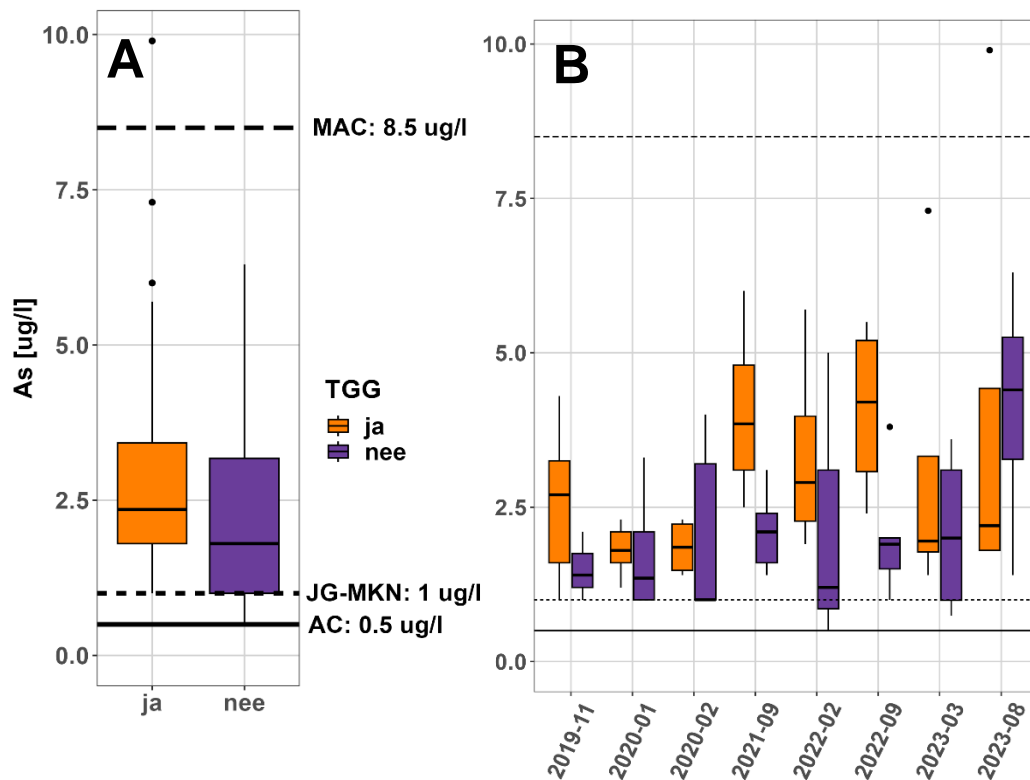 A
B
As [ug/l]
10.0
7.5
5.0
2.5
0.0
MAC: 8.5 ug/l
JG-MKN: 1 ug/l
AC: 0.5 ug/l
ja
nee
TGG
ja
nee
10.0
7.5
5.0
2.5
0.0
2019-11
2020-01
2020-02
2021-09
2022-02
2022-09
2023-03
2023-08